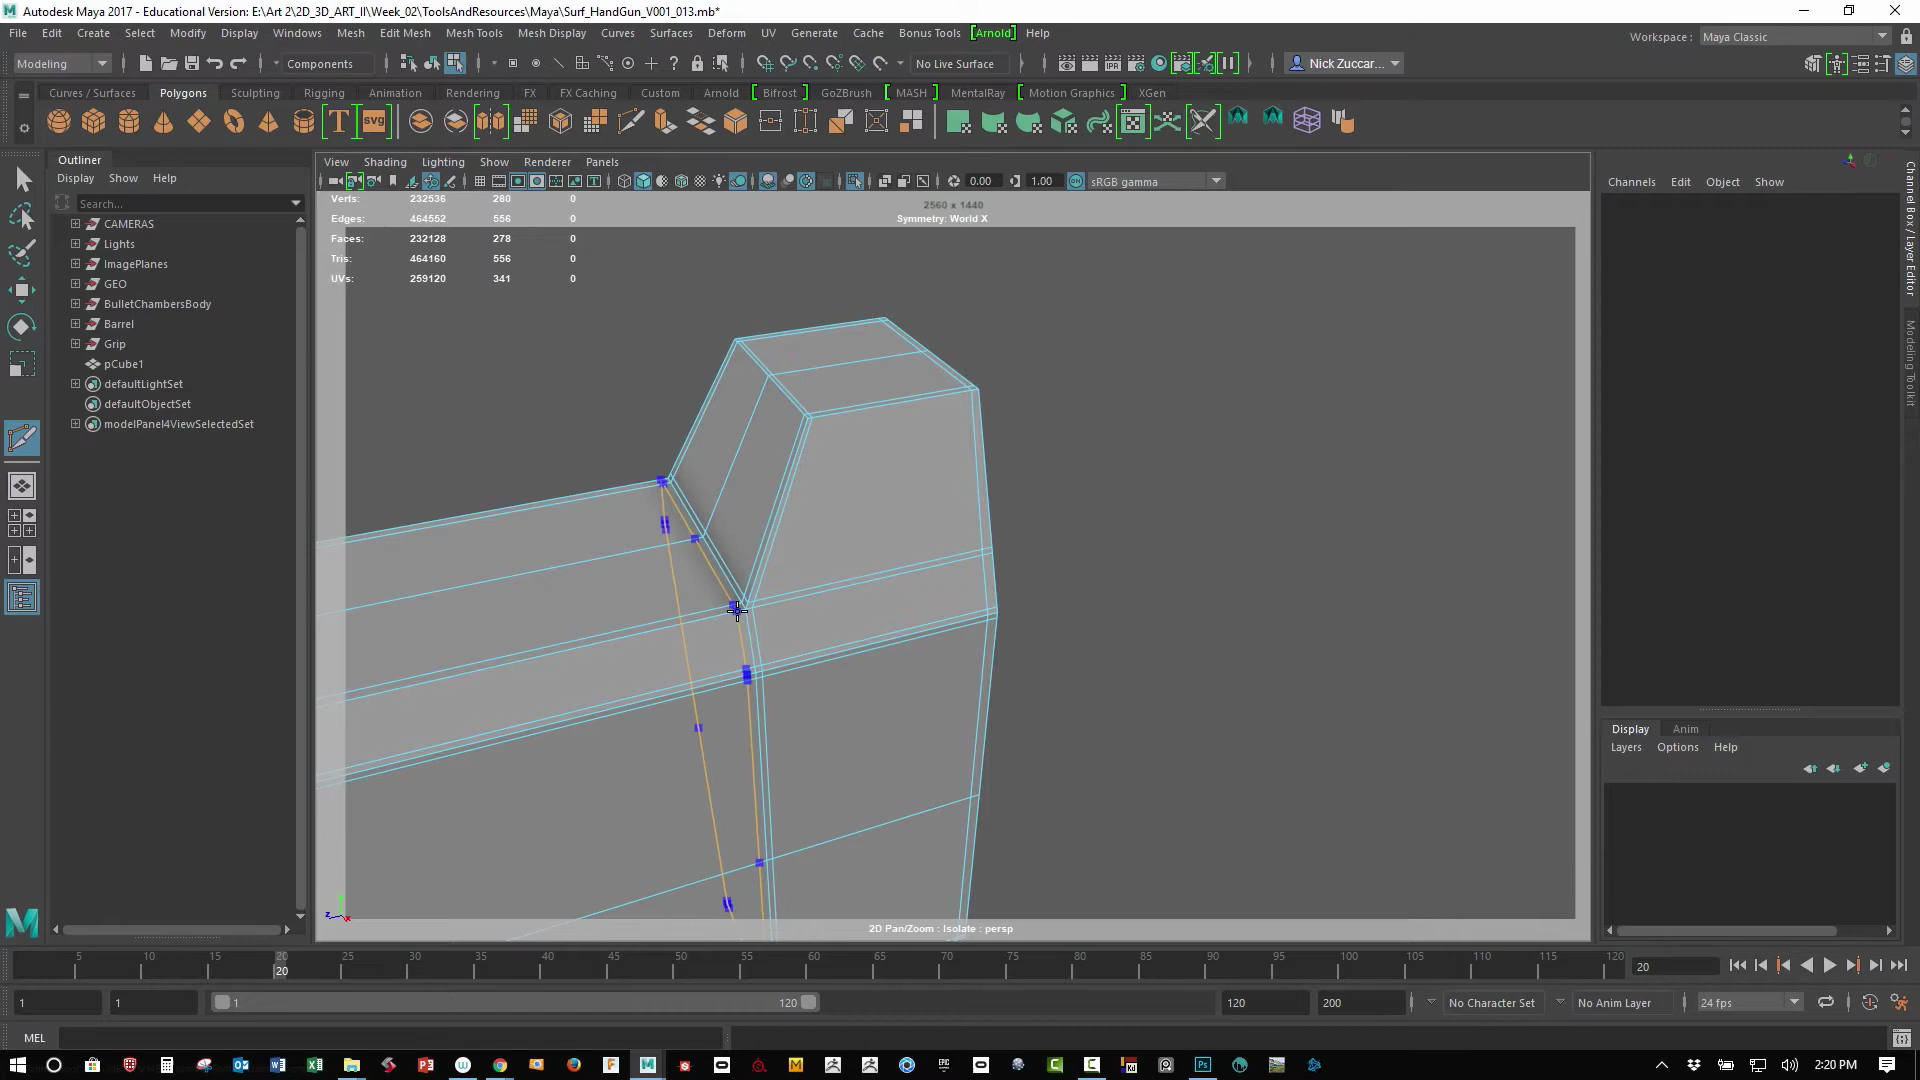 Autodesk Maya 2017 - Educational Version: E:\Art 2\2D_3D_ART_II\Week_02\ToolsAndResources\Maya\Surf_HandGun_V001_013.mb*
File Edit Create Select Modify Display Windows Mesh Edit Mesh Mesh Tools Mesh Display Curves Surfaces Deform UV Generate Cache Bonus Tools [Arnold] Help
Workspace : Maya Classic
Modeling Components No Live Surface Nick Zuccar...
Curves / Surfaces Polygons Sculpting Rigging Animation Rendering FX FX Caching Custom Arnold Bifrost GoZBrush MASH MentalRay Motion Graphics XGen
T svg
Outliner
Display Show Help
Search...
CAMERAS
Lights
ImagePlanes
GEO
BulletChambersBody
Barrel
Grip
pCube1
defaultLightSet
defaultObjectSet
modelPanel4ViewSelectedSet
View Shading Lighting Show Renderer Panels
0.00 1.00 sRGB gamma
Verts: 232536 280 0
Edges: 464552 556 0
Faces: 232128 278 0
Tris: 464160 556 0
UVs: 259120 341 0
2560 x 1440
Symmetry: World X
2D Pan/Zoom : Isolate : persp
Channels Edit Object Show
Channel Box / Layer Editor
Modeling Toolkit
Display Anim
Layers Options Help
5 10 15 20 25 30 35 40 45 50 55 60 65 70 75 80 85 90 95 100 105 110 115 120
20
20
1 1 1 120 120 200 No Character Set No Anim Layer 24 fps
MEL
2:20 PM